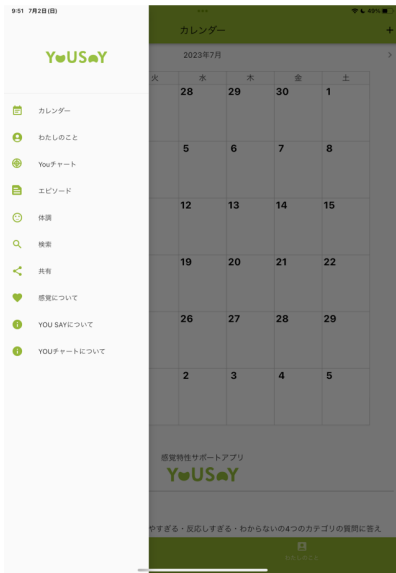 9:51 7月2日(日)
49%
YOUSAY
カレンダー
わたしのこと
Youチャート
エピソード
体調
検索
共有
感覚について
YOU SAYについて
YOUチャートについて
カレンダー
2023年7月
火 水 木 金 土
28 29 30 1
5 6 7 8
12 13 14 15
19 20 21 22
26 27 28 29
2 3 4 5
感覚特性サポートアプリ
YOUSAY
やすぎる・反応しすぎる・わからないの4つのカテゴリの質問に答え
わたしのこと